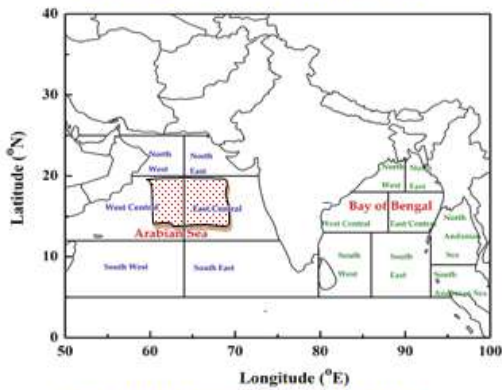 40
30
20
10
0
Latitude (°N)
North
West
North
East
West Central
East Central
Arabian Sea
South West
South East
North
West
North
East
Bay of Bengal
West Central
East Central
North
Andaman
Sea
South
West
South
East
South
Andaman Sea
50 60 70 80 90 100
Longitude (°E)